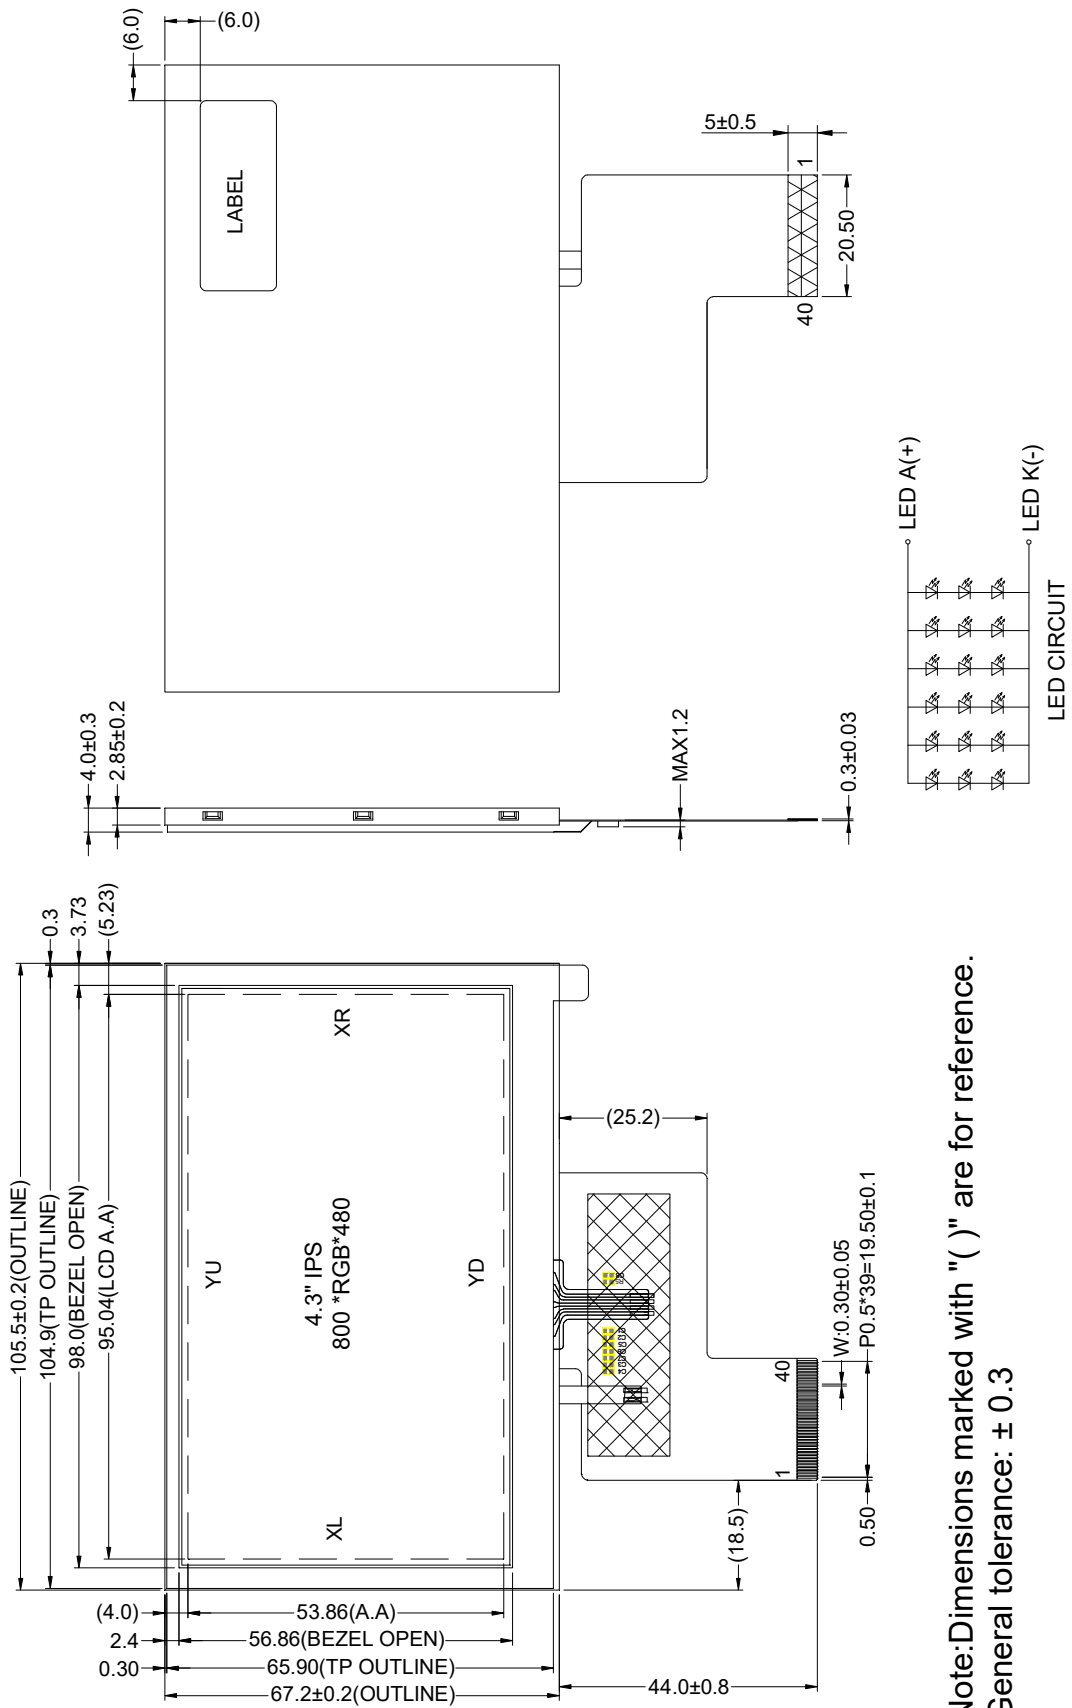 105.5±0.2(OUTLINE)
104.9(TP OUTLINE)
98.0(BEZEL OPEN)
95.04(LCD A.A)
0.3
3.73
(5.23)
(4.0)
2.4
0.30
53.86(A.A)
56.86(BEZEL OPEN)
65.90(TP OUTLINE)
67.2±0.2(OUTLINE)
YU
XL
XR
YD
4.3" IPS
800 *RGB*480
(25.2)
44.0±0.8
(18.5)
1
40
0.50
W:0.30±0.05
P0.5*39=19.50±0.1
4.0±0.3
2.85±0.2
MAX1.2
0.3±0.03
(6.0)
(6.0)
LABEL
5±0.5
1
40
20.50
LED A(+)
LED K(-)
LED CIRCUIT
Note:Dimensions marked with "( )" are for reference.
General tolerance: ± 0.3